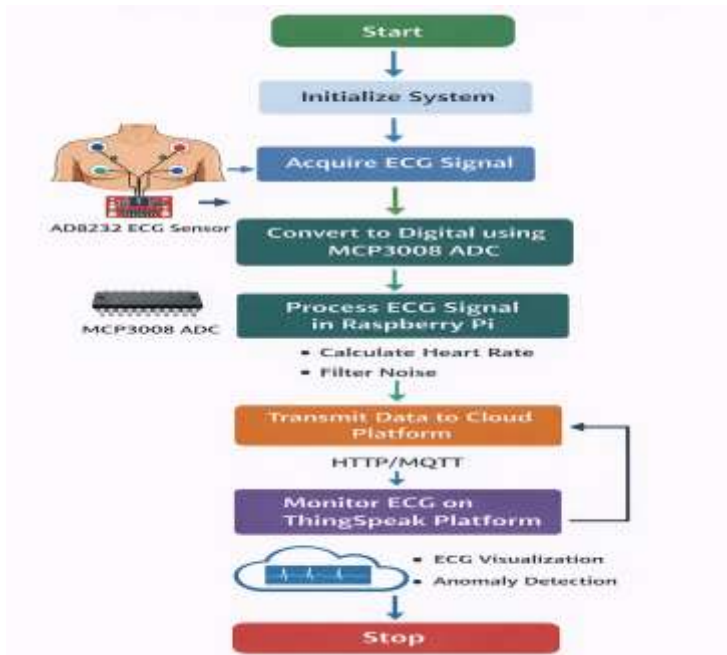 Start
Initialize System
Acquire ECG Signal
AD8232 ECG Sensor
Convert to Digital using
MCP3008 ADC
Process ECG Signal
in Raspberry Pi
MCP3008 ADC
• Calculate Heart Rate
• Filter Noise
Transmit Data to Cloud
Platform
HTTP/MQTT
Monitor ECG on
ThingSpeak Platform
• ECG Visualization
• Anomaly Detection
Stop